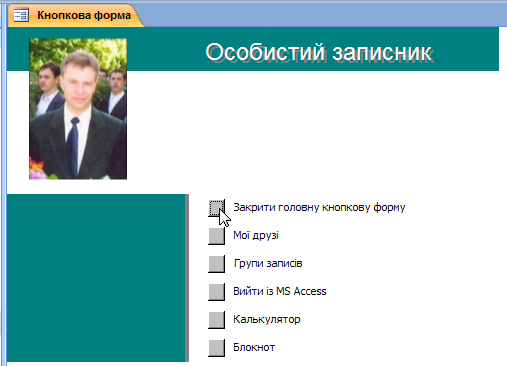 Кнопкова форма
Особистий записник
Закрити головну кнопкову форму
Мої друзі
Групи записів
Вийти із MS Access
Калькулятор
Блокнот